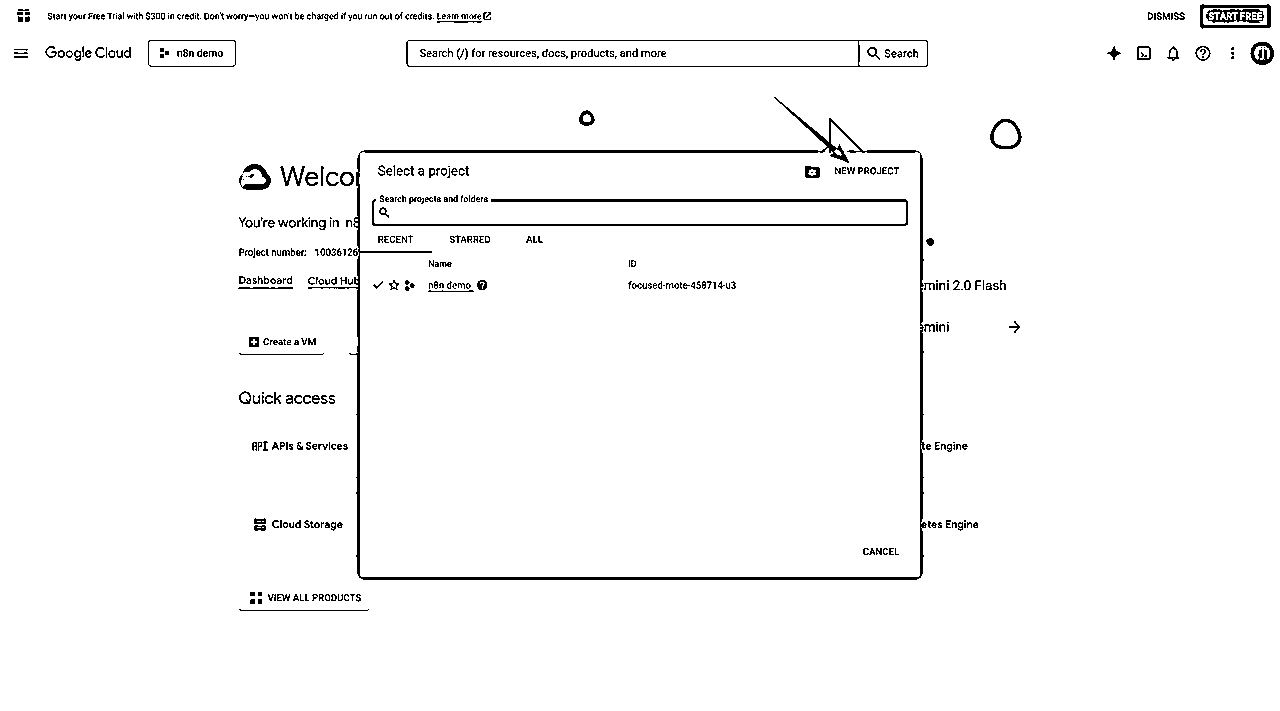 Start your Free Trial with $300 in credit. Don't worry—you won't be charged if you run out of credits. Learn more
DISMISS
START FREE
Google Cloud
n8n demo
Search (/) for resources, docs, products, and more
Search
Welco
Select a project
NEW PROJECT
Search projects and folders
You're working in n8
RECENT
STARRED
ALL
Project number: 10036126
Name
ID
Dashboard
Cloud Hub
n8n demo
focused-mote-458714-u3
mini 2.0 Flash
mini
Create a VM
Quick access
API APIs & Services
te Engine
Cloud Storage
etes Engine
CANCEL
VIEW ALL PRODUCTS